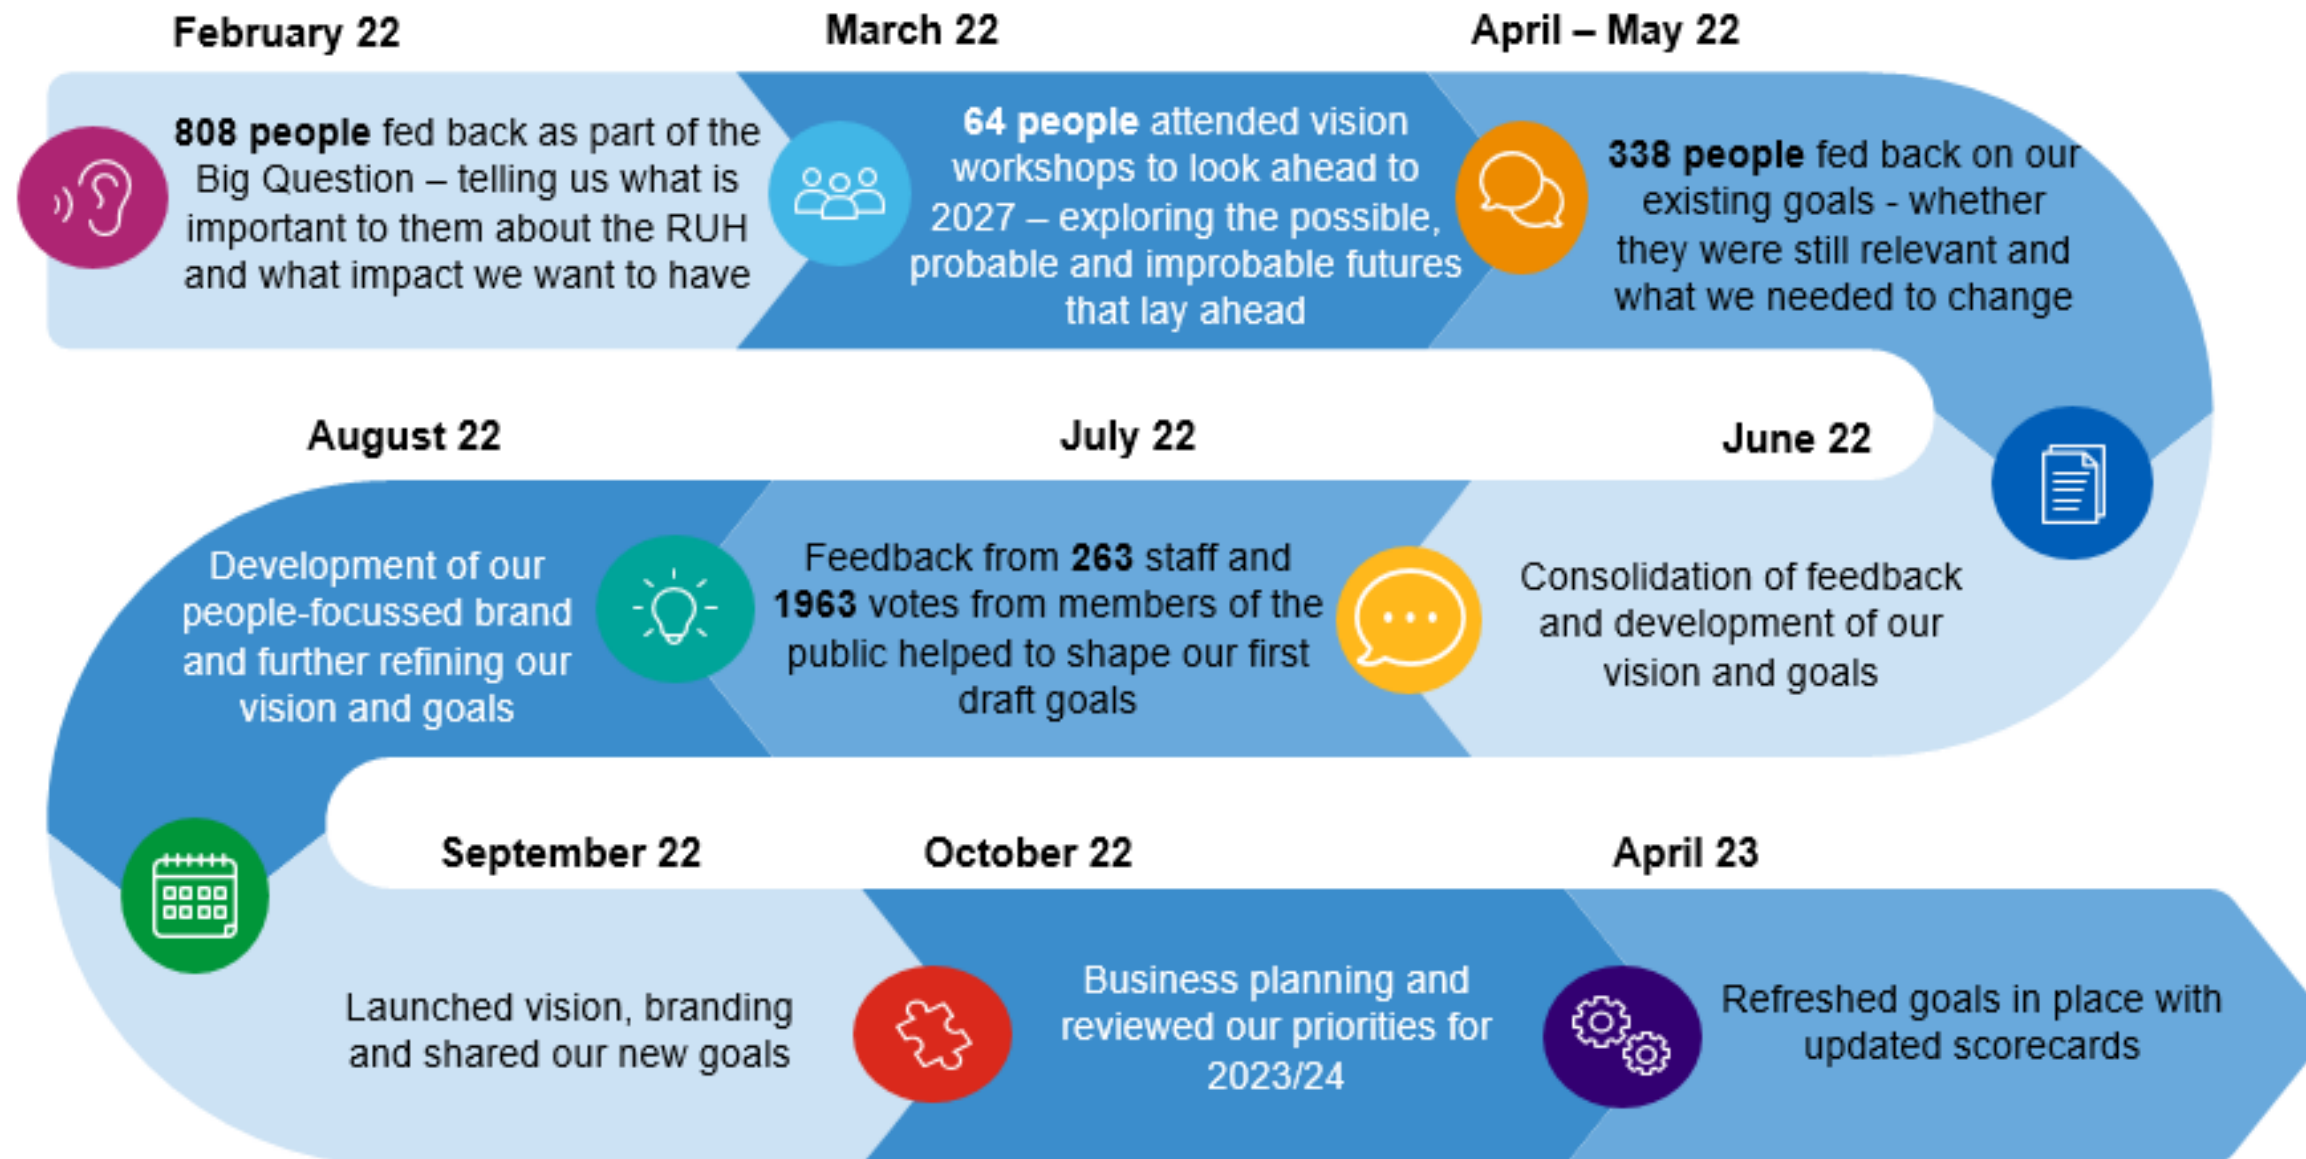 February 22
808 people fed back as part of the
Big Question – telling us what is
important to them about the RUH
and what impact we want to have
March 22
64 people attended vision
workshops to look ahead to
2027 – exploring the possible,
probable and improbable futures
that lay ahead
April – May 22
338 people fed back on our
existing goals - whether
they were still relevant and
what we needed to change
June 22
Consolidation of feedback
and development of our
vision and goals
July 22
Feedback from 263 staff and
1963 votes from members of the
public helped to shape our first
draft goals
August 22
Development of our
people-focussed brand
and further refining our
vision and goals
September 22
Launched vision, branding
and shared our new goals
October 22
Business planning and
reviewed our priorities for
2023/24
April 23
Refreshed goals in place with
updated scorecards